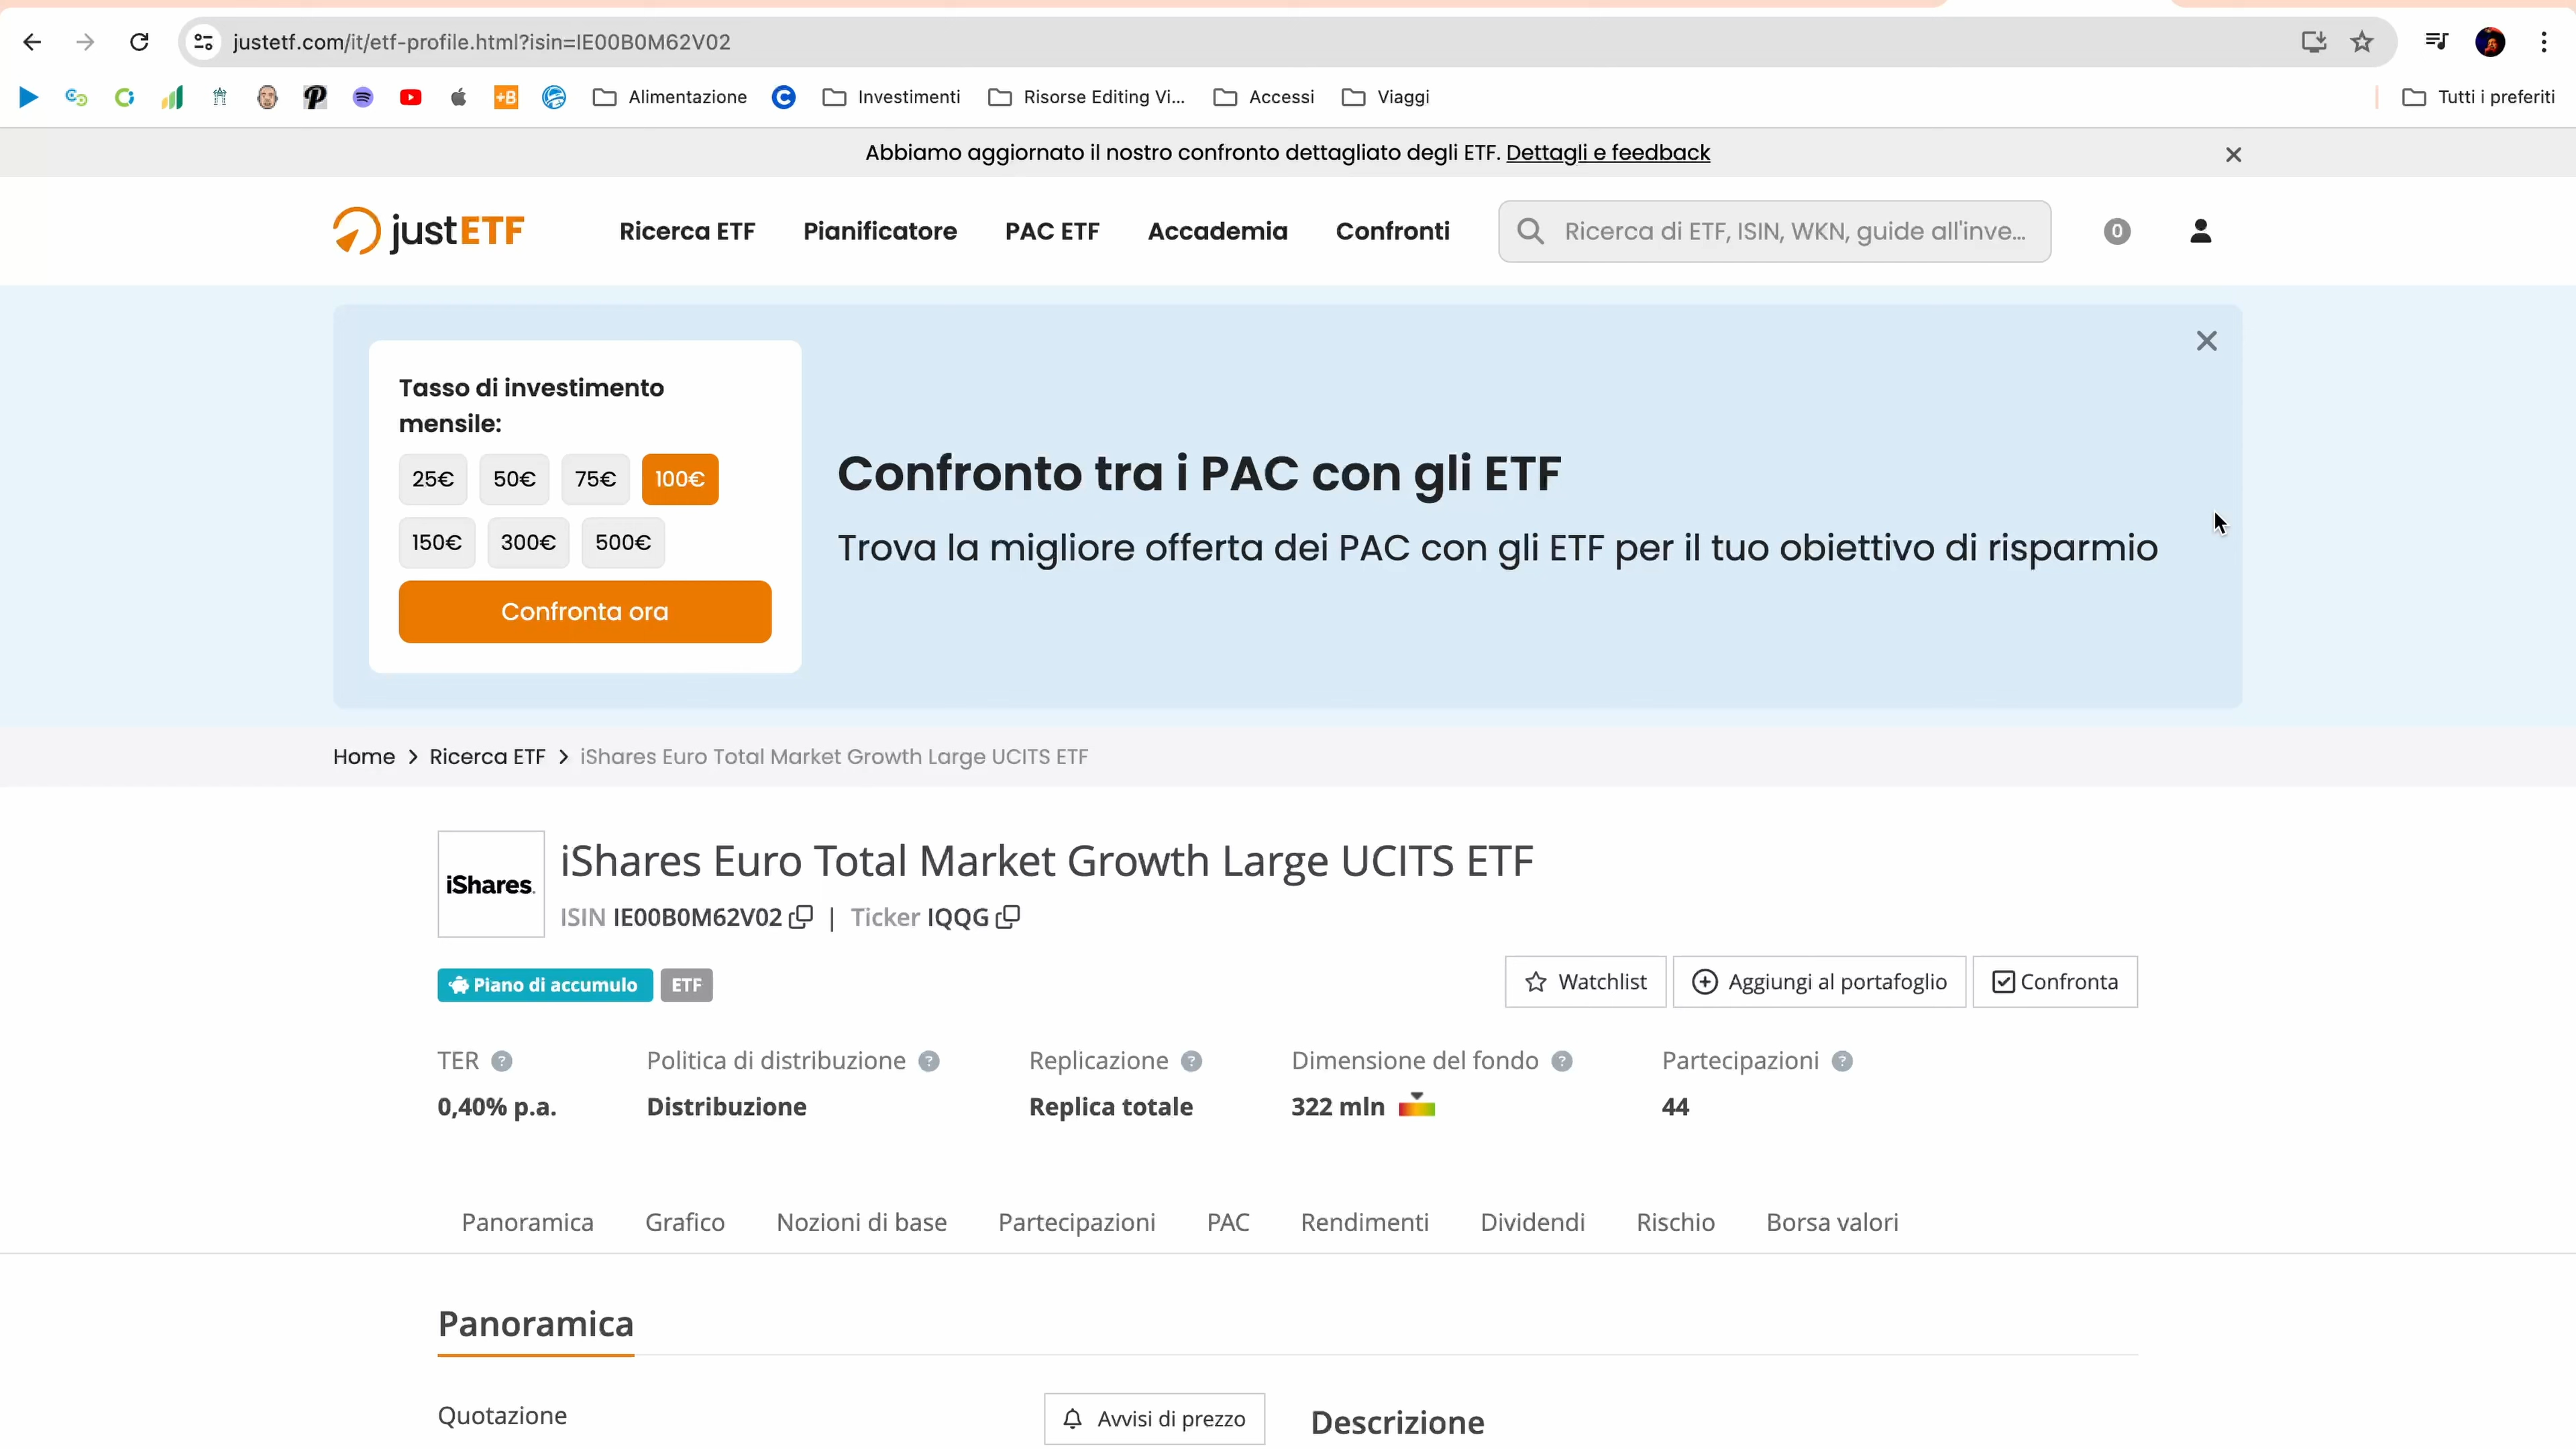 justetf.com/it/etf-profile.html?isin=IE00B0M62V02
Alimentazione Investimenti Risorse Editing Vi... Accessi Viaggi Tutti i preferiti
Abbiamo aggiornato il nostro confronto dettagliato degli ETF. Dettagli e feedback
justETF Ricerca ETF Pianificatore PAC ETF Accademia Confronti Ricerca di ETF, ISIN, WKN, guide all'inve... 0
Tasso di investimento
mensile:
25€ 50€ 75€ 100€
150€ 300€ 500€
Confronta ora
Confronto tra i PAC con gli ETF
Trova la migliore offerta dei PAC con gli ETF per il tuo obiettivo di risparmio
Home > Ricerca ETF > iShares Euro Total Market Growth Large UCITS ETF
iShares.
iShares Euro Total Market Growth Large UCITS ETF
ISIN IE00B0M62V02 | Ticker IQQG
Piano di accumulo ETF
Watchlist Aggiungi al portafoglio Confronta
TER ? Politica di distribuzione ? Replicazione ? Dimensione del fondo ? Partecipazioni ?
0,40% p.a. Distribuzione Replica totale 322 mln 44
Panoramica Grafico Nozioni di base Partecipazioni PAC Rendimenti Dividendi Rischio Borsa valori
Panoramica
Quotazione Avvisi di prezzo Descrizione